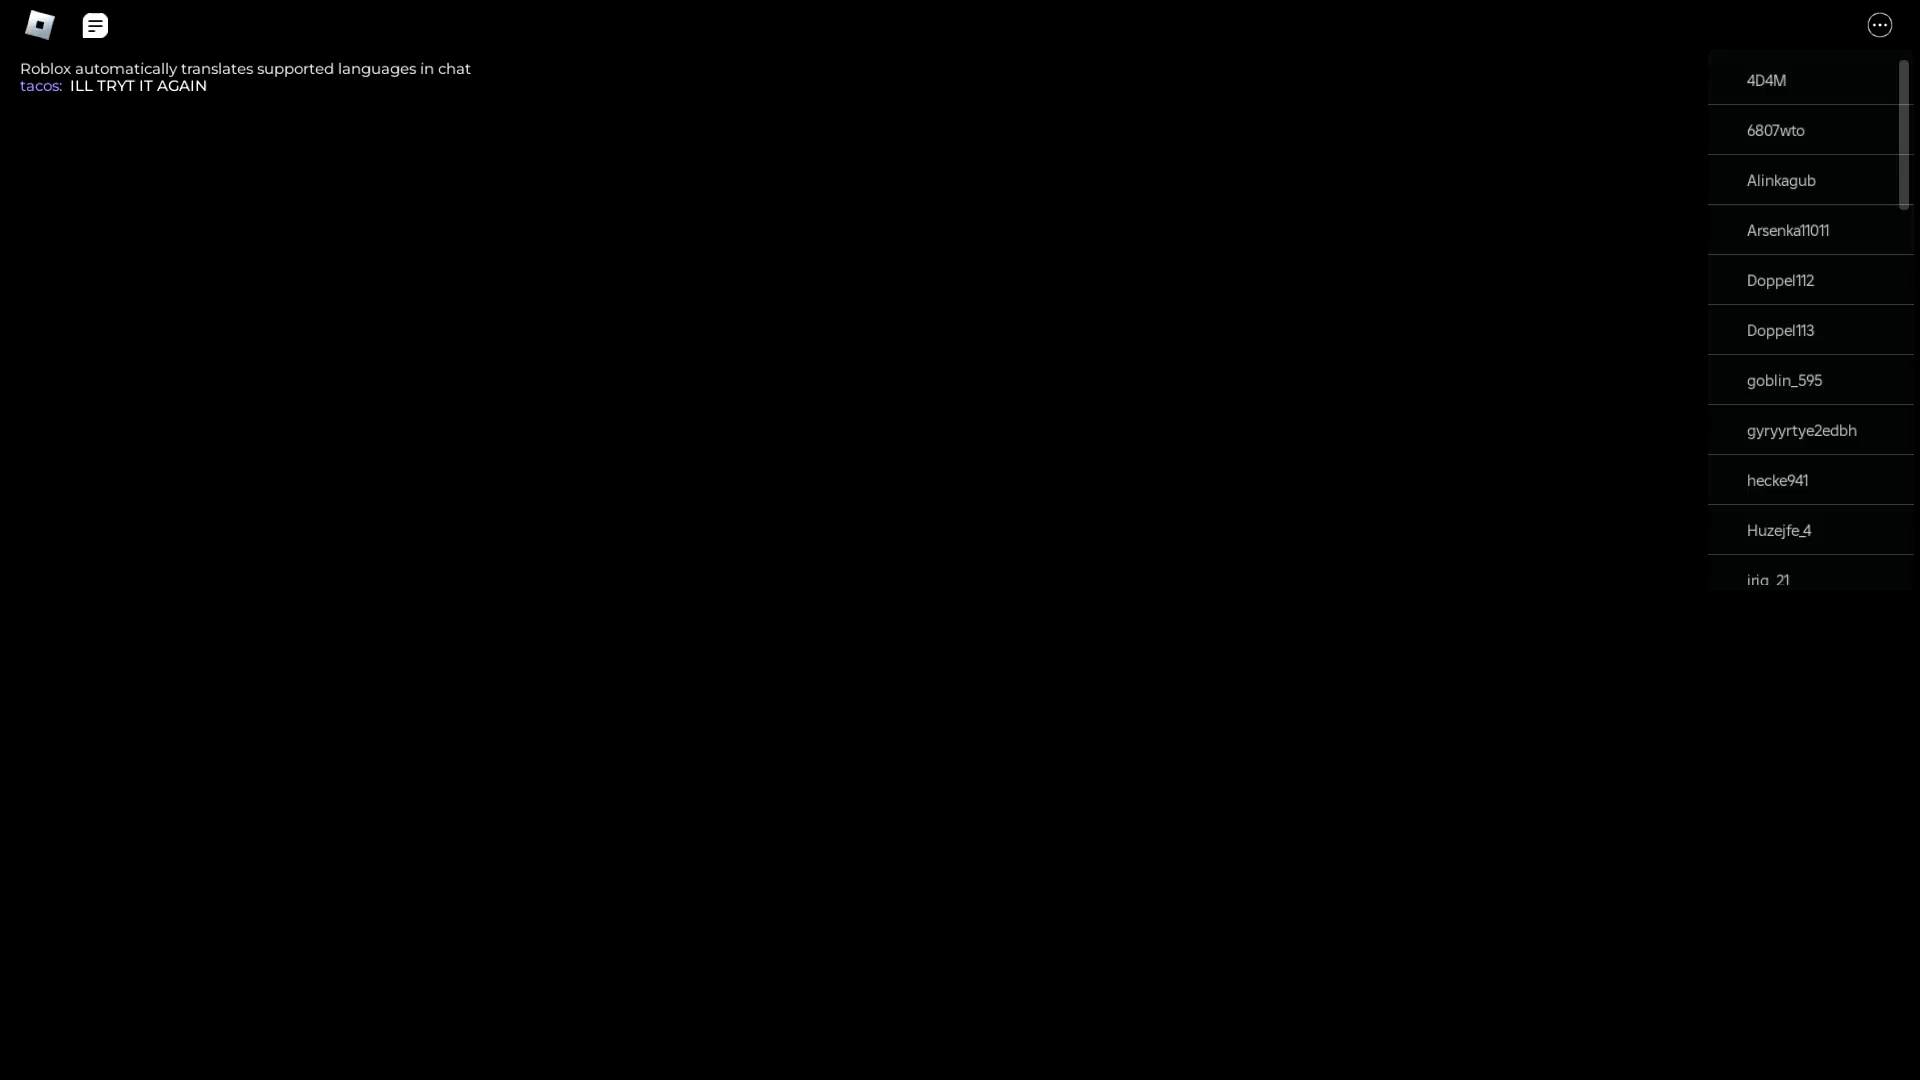 Roblox automatically translates supported languages in chat
tacos: ILL TRYT IT AGAIN
4D4M
6807wto
Alinkagub
Arsenka11011
Doppel112
Doppel113
goblin_595
gyryyrtye2edbh
hecke941
Huzejfe_4